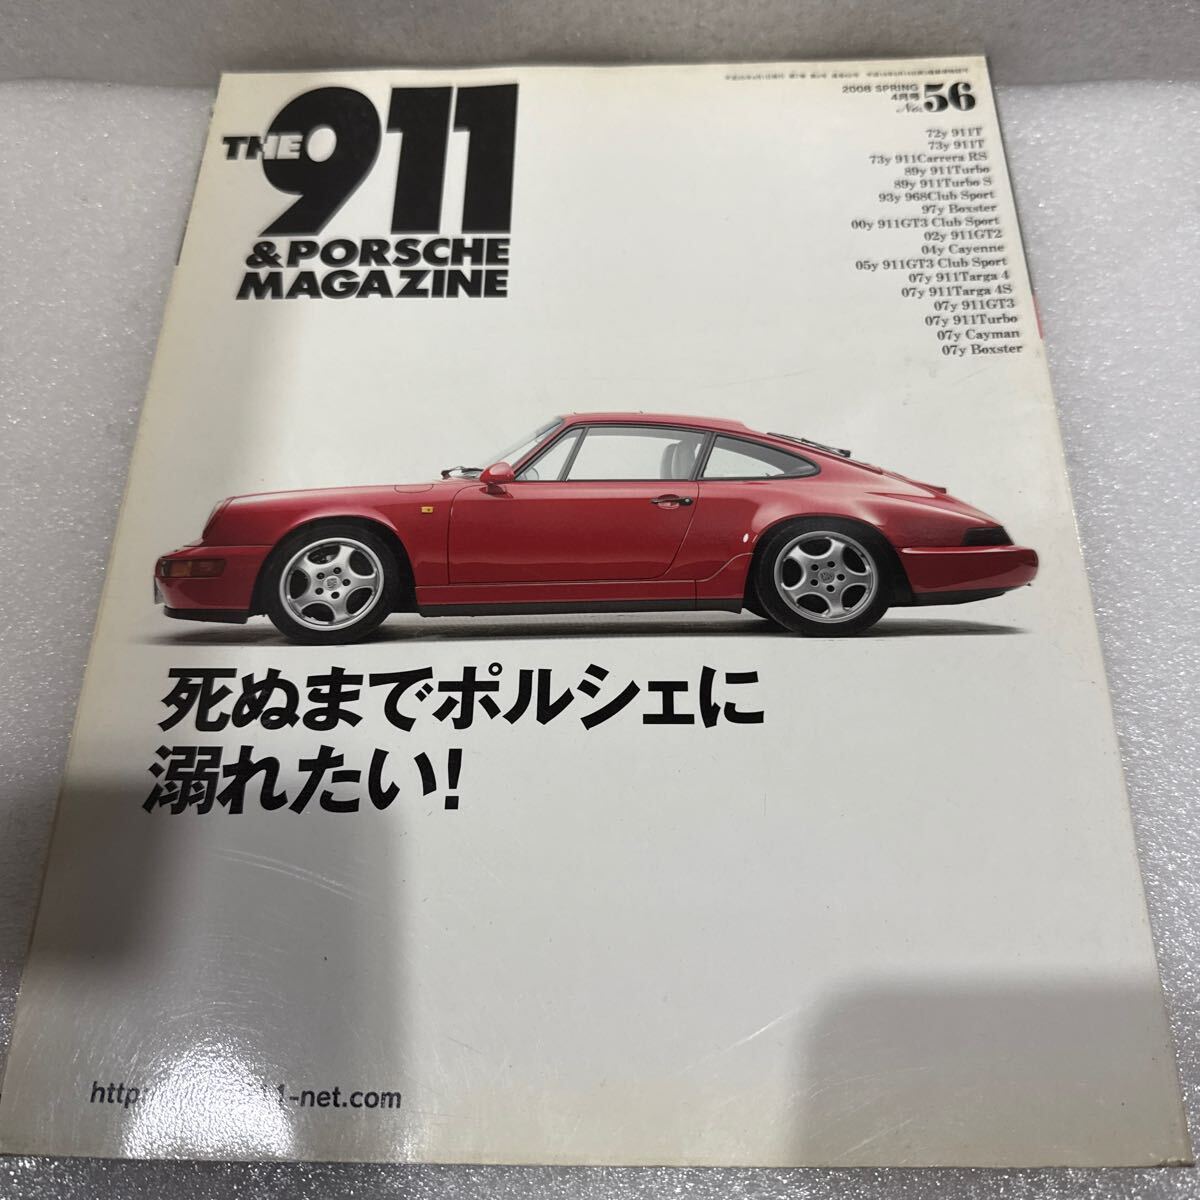 THE 911
& PORSCHE
MAGAZINE
2008 SPRING
4月号
No. 56
72y 911T
73y 911T
73y 911Carrera RS
89y 911Turbo
89y 911Turbo S
93y 968Club Sport
97y Boxster
00y 911GT3 Club Sport
02y 911GT2
04y Cayenne
05y 911GT3 Club Sport
07y 911Targa 4
07y 911Targa 4S
07y 911GT3
07y 911Turbo
07y Cayman
07y Boxster
死ぬまでポルシェに
溺れたい!
http
1-net.com